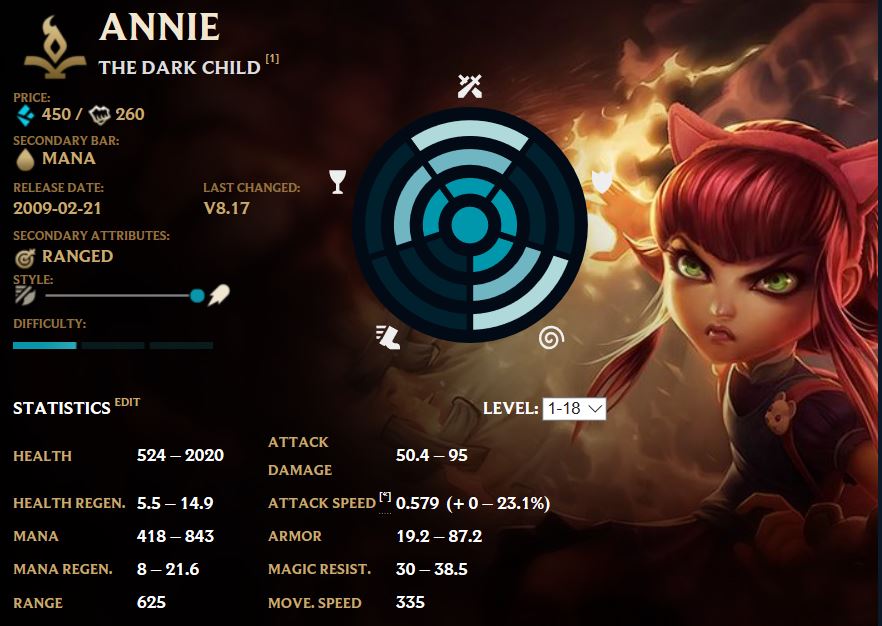 ANNIE
THE DARK CHILD [1]
PRICE:
450 / 260
SECONDARY BAR:
MANA
RELEASE DATE: LAST CHANGED:
2009-02-21 V8.17
SECONDARY ATTRIBUTES:
RANGED
STYLE:
DIFFICULTY:
STATISTICS EDIT LEVEL: 1-18
HEALTH 524 – 2020 ATTACK DAMAGE 50.4 – 95
HEALTH REGEN. 5.5 – 14.9 ATTACK SPEED [*] 0.579 (+ 0 – 23.1%)
MANA 418 – 843 ARMOR 19.2 – 87.2
MANA REGEN. 8 – 21.6 MAGIC RESIST. 30 – 38.5
RANGE 625 MOVE. SPEED 335